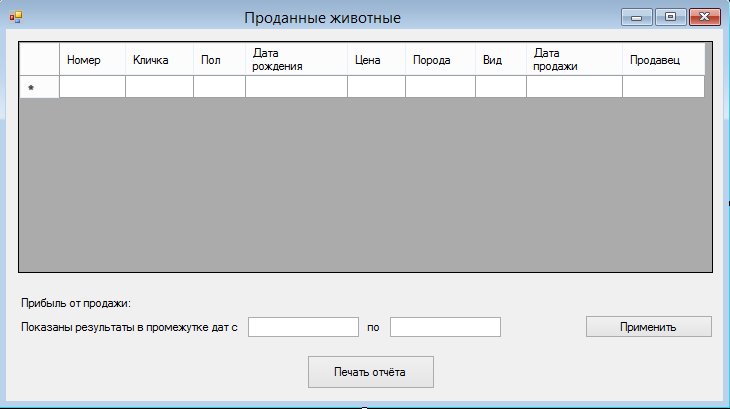 Проданные животные
Номер Кличка Пол Дата рождения Цена Порода Вид Дата продажи Продавец
*
Прибыль от продажи:
Показаны результаты в промежутке дат с по Применить
Печать отчёта